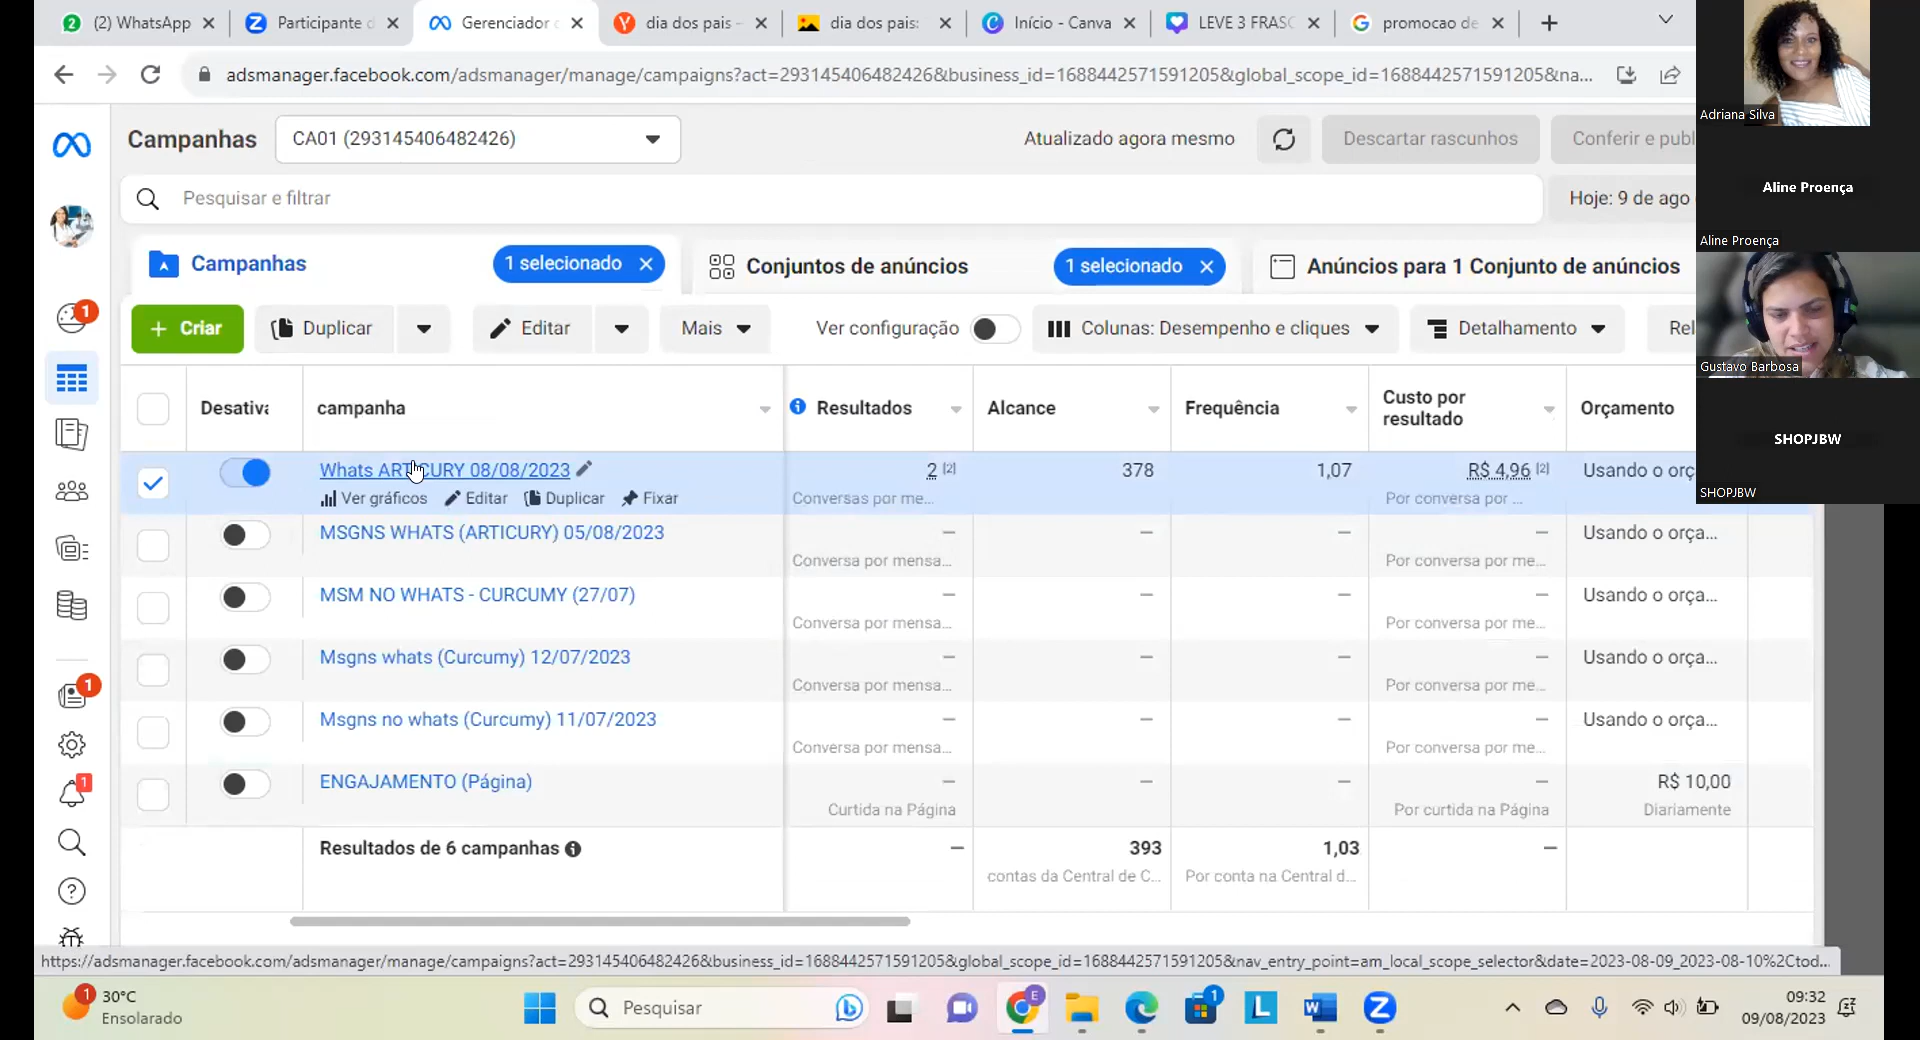 (2) WhatsApp
Participante d
Gerenciador d
dia dos pais –
dia dos pais:
Início - Canva
LEVE 3 FRASC
promocao de
adsmanager.facebook.com/adsmanager/manage/campaigns?act=293145406482426&business_id=1688442571591205&global_scope_id=1688442571591205&na...
Campanhas
CA01 (293145406482426)
Atualizado agora mesmo
Descartar rascunhos
Conferir e publ
Pesquisar e filtrar
Hoje: 9 de ago
Campanhas
1 selecionado
Conjuntos de anúncios
1 selecionado
Anúncios para 1 Conjunto de anúncios
+ Criar
Duplicar
Editar
Mais
Ver configuração
Colunas: Desempenho e cliques
Detalhamento
Rel
Desativa
campanha
Resultados
Alcance
Frequência
Custo por resultado
Orçamento
Whats ARTICURY 08/08/2023
2 [2]
378
1,07
R$ 4,96 [2]
Usando o orç
Ver gráficos
Editar
Duplicar
Fixar
Conversas por me...
Por conversa por ...
MSGNS WHATS (ARTICURY) 05/08/2023
—
—
—
—
Usando o orça...
Conversa por mensa...
Por conversa por me...
MSM NO WHATS - CURCUMY (27/07)
—
—
—
—
Usando o orça...
Conversa por mensa...
Por conversa por me...
Msgns whats (Curcumy) 12/07/2023
—
—
—
—
Usando o orça...
Conversa por mensa...
Por conversa por me...
Msgns no whats (Curcumy) 11/07/2023
—
—
—
—
Usando o orça...
Conversa por mensa...
Por conversa por me...
ENGAJAMENTO (Página)
—
—
—
—
R$ 10,00
Curtida na Página
Por curtida na Página
Diariamente
Resultados de 6 campanhas
—
393
1,03
—
contas da Central de C...
Por conta na Central d...
https://adsmanager.facebook.com/adsmanager/manage/campaigns?act=293145406482426&business_id=1688442571591205&global_scope_id=1688442571591205&nav_entry_point=am_local_scope_selector&date=2023-08-09_2023-08-10%2Ctod...
1
1
1
Adriana Silva
Aline Proença
Aline Proença
Gustavo Barbosa
SHOPJBW
SHOPJBW
1
30°C
Ensolarado
Pesquisar
E
1
L
09:32
09/08/2023